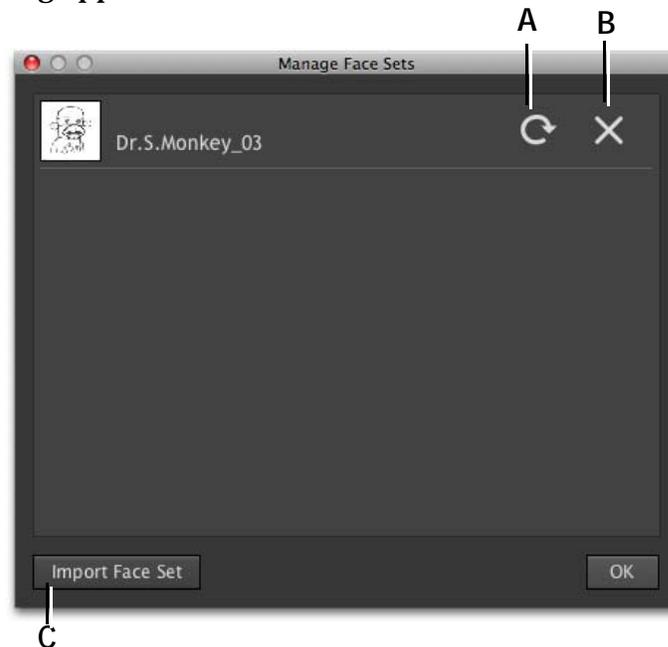 A B
Manage Face Sets
Dr.S.Monkey_03
Import Face Set OK
C